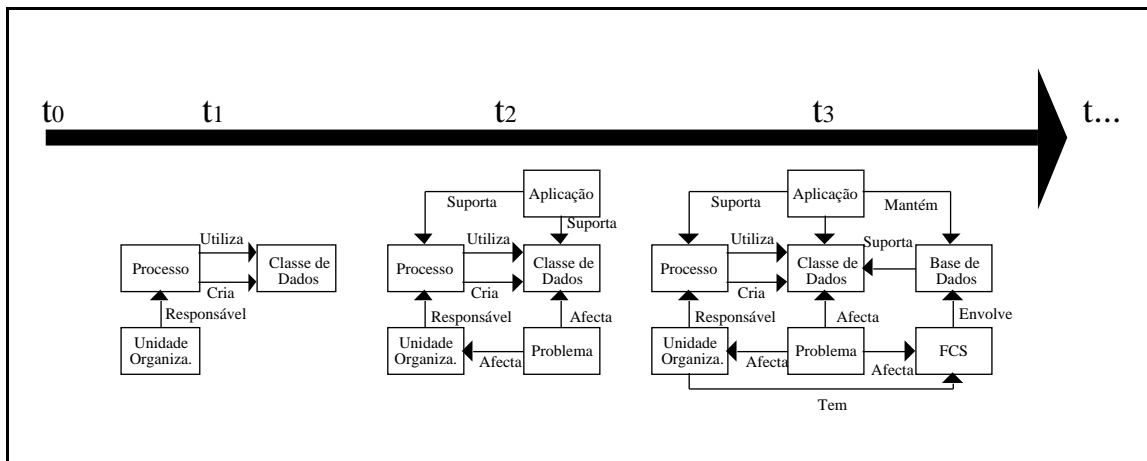 t0
t1
t2
t3
t...
Utiliza
Processo
Classe de
Dados
Cria
Responsável
Unidade
Organiza.
Aplicação
Suporta
Suporta
Utiliza
Processo
Classe de
Dados
Cria
Responsável
Afecta
Unidade
Organiza.
Afecta
Problema
Aplicação
Suporta
Mantém
Utiliza
Suporta
Processo
Classe de
Dados
Base de
Dados
Cria
Responsável
Afecta
Envolve
Unidade
Organiza.
Afecta
Problema
Afecta
FCS
Tem